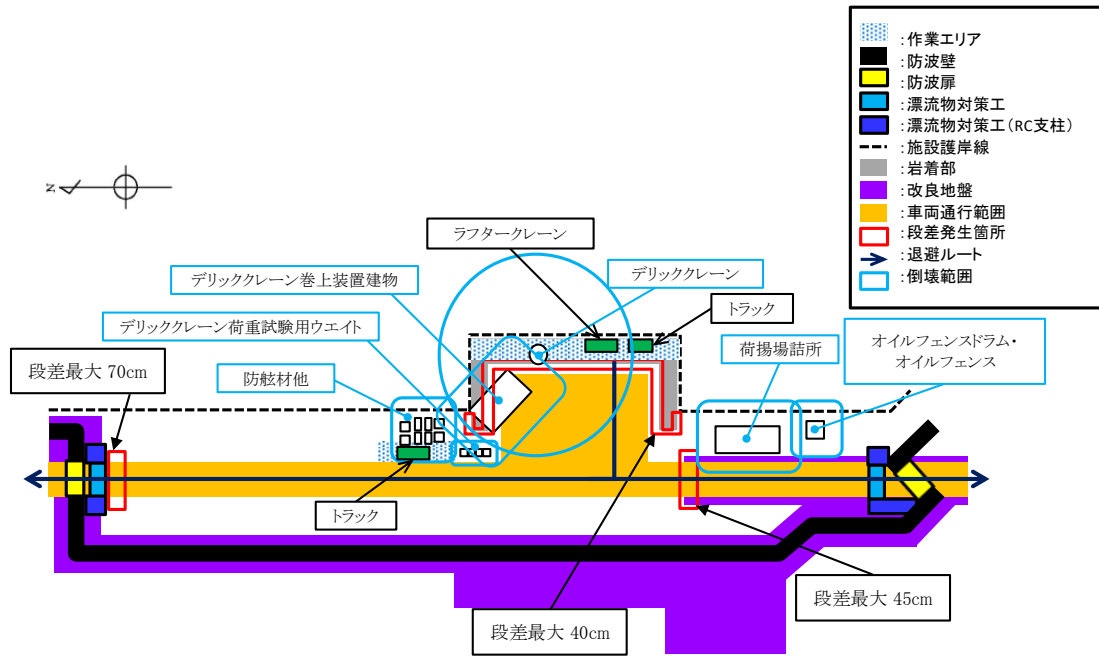 :作業エリア
:防波壁
:防波扉
:漂流物対策工
:漂流物対策工(RC支柱)
:施設護岸線
:岩着部
:改良地盤
:車両通行範囲
:段差発生箇所
:退避ルート
:倒壊範囲
N
ラフタークレーン
デリッククレーン巻上装置建物
デリッククレーン
デリッククレーン荷重試験用ウエイト
トラック
オイルフェンスドラム・
オイルフェンス
荷揚場詰所
段差最大 70cm
防舷材他
トラック
段差最大 45cm
段差最大 40cm